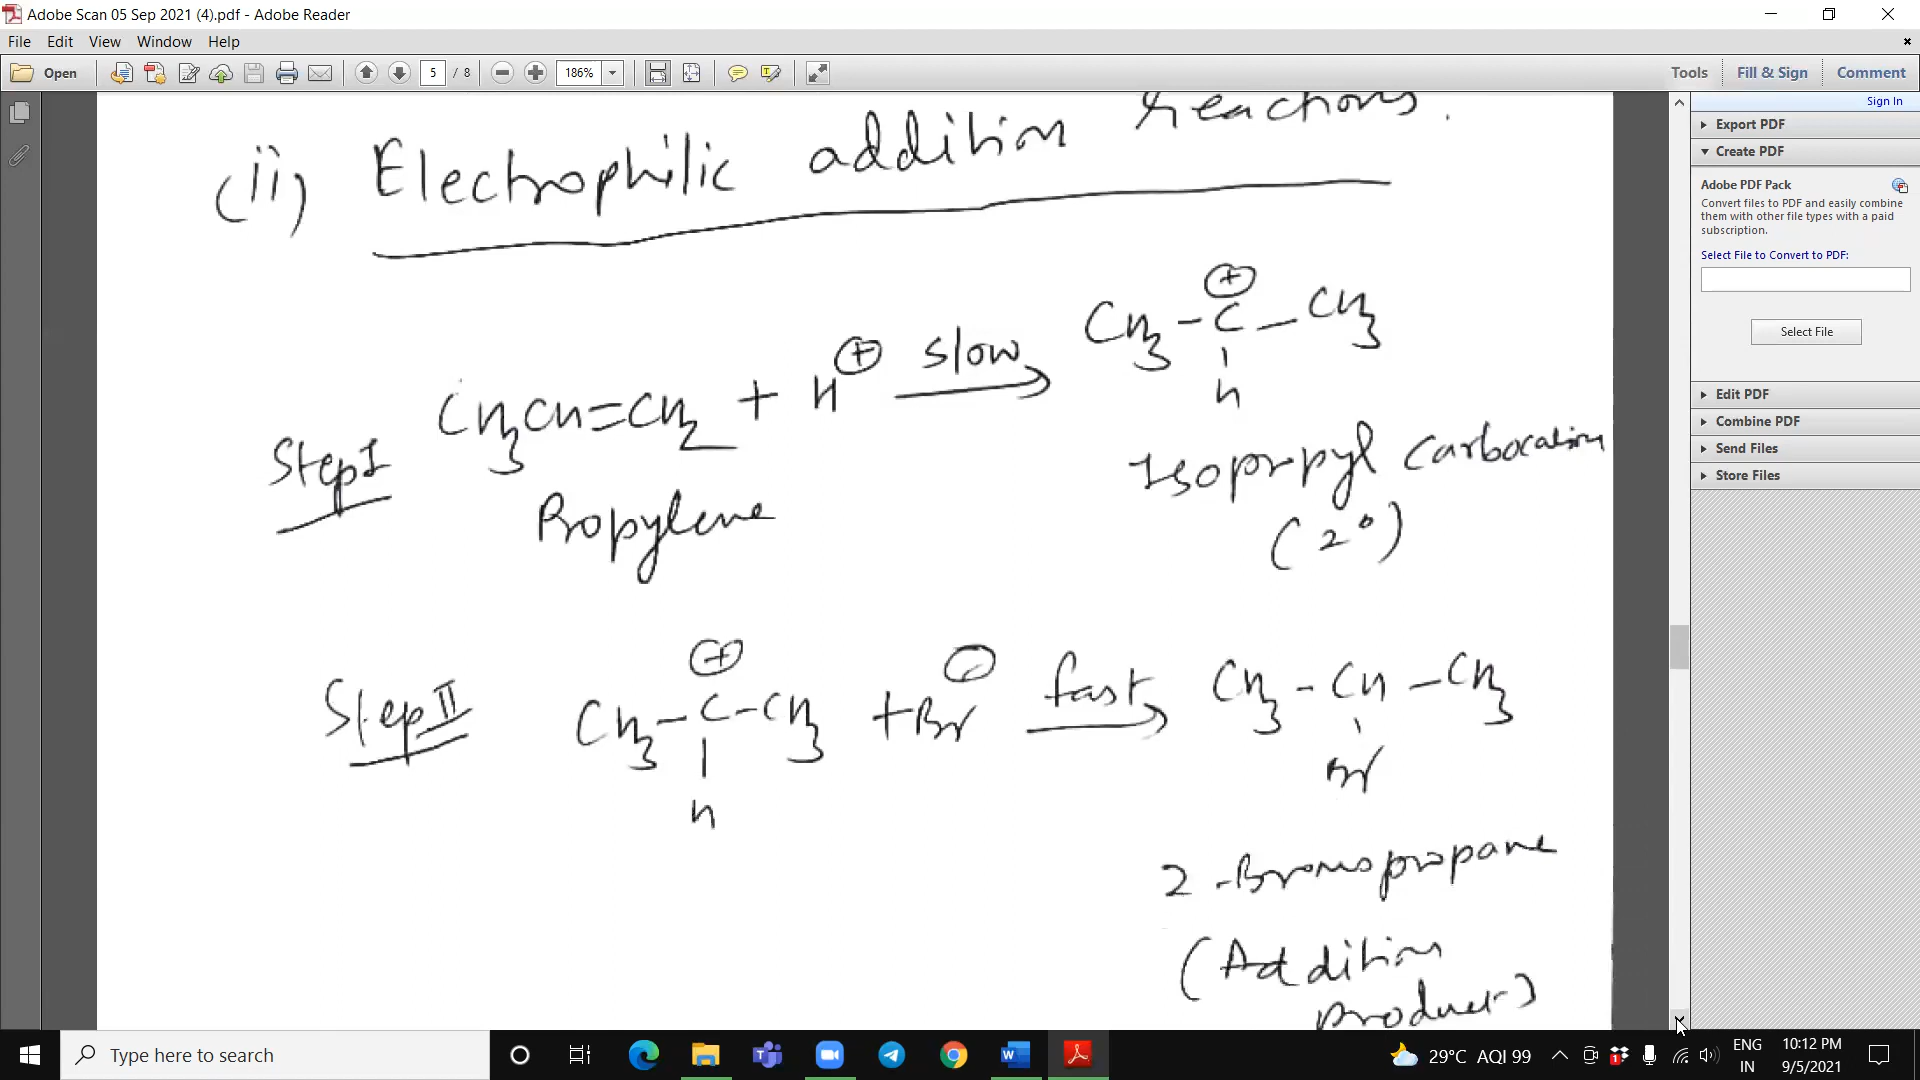 Adobe Scan 05 Sep 2021 (4).pdf - Adobe Reader
File Edit View Window Help
Open 5 / 8 186% Tools Fill & Sign Comment
Sign In
Export PDF
Create PDF
Adobe PDF Pack
Convert files to PDF and easily combine
them with other file types with a paid
subscription.
Select File to Convert to PDF:
Select File
Edit PDF
Combine PDF
Send Files
Store Files
(ii) Electrophilic addition reactions.
Step I CH3CH=CH2 + H⊕ slow → CH3-C⊕-CH3
H
Propylene
Isopropyl carbocation
(2°)
Step II CH3-C⊕-CH3 + Br⊖ fast → CH3-CH-CH3
H Br
2-Bromopropane
(Addition
product)
Type here to search
29°C AQI 99 ENG 10:12 PM
IN 9/5/2021